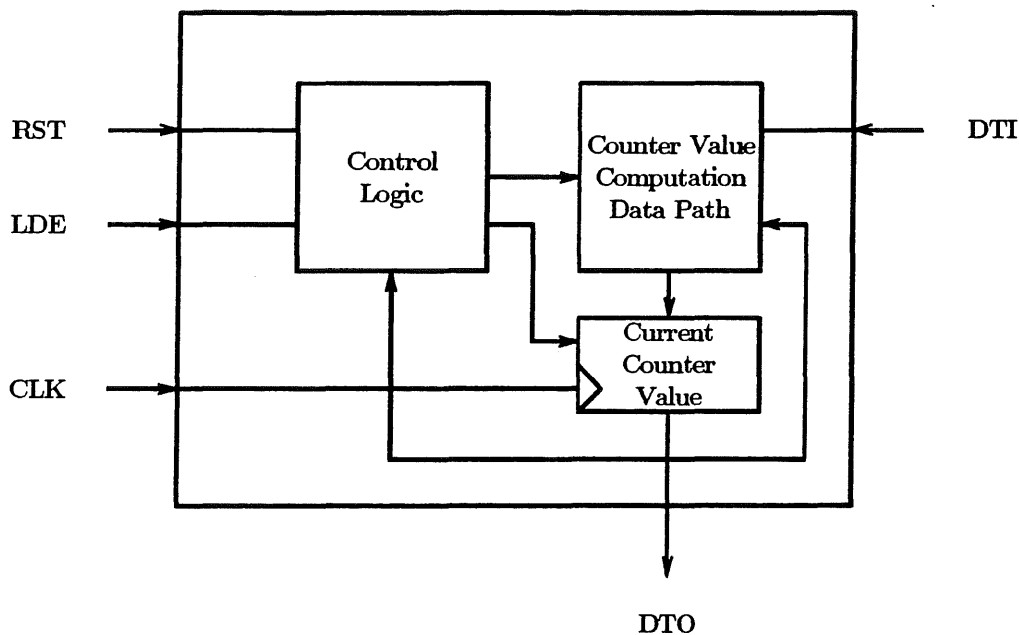 RST
LDE
CLK
Control
Logic
Counter Value
Computation
Data Path
DTI
Current
Counter
Value
DTO